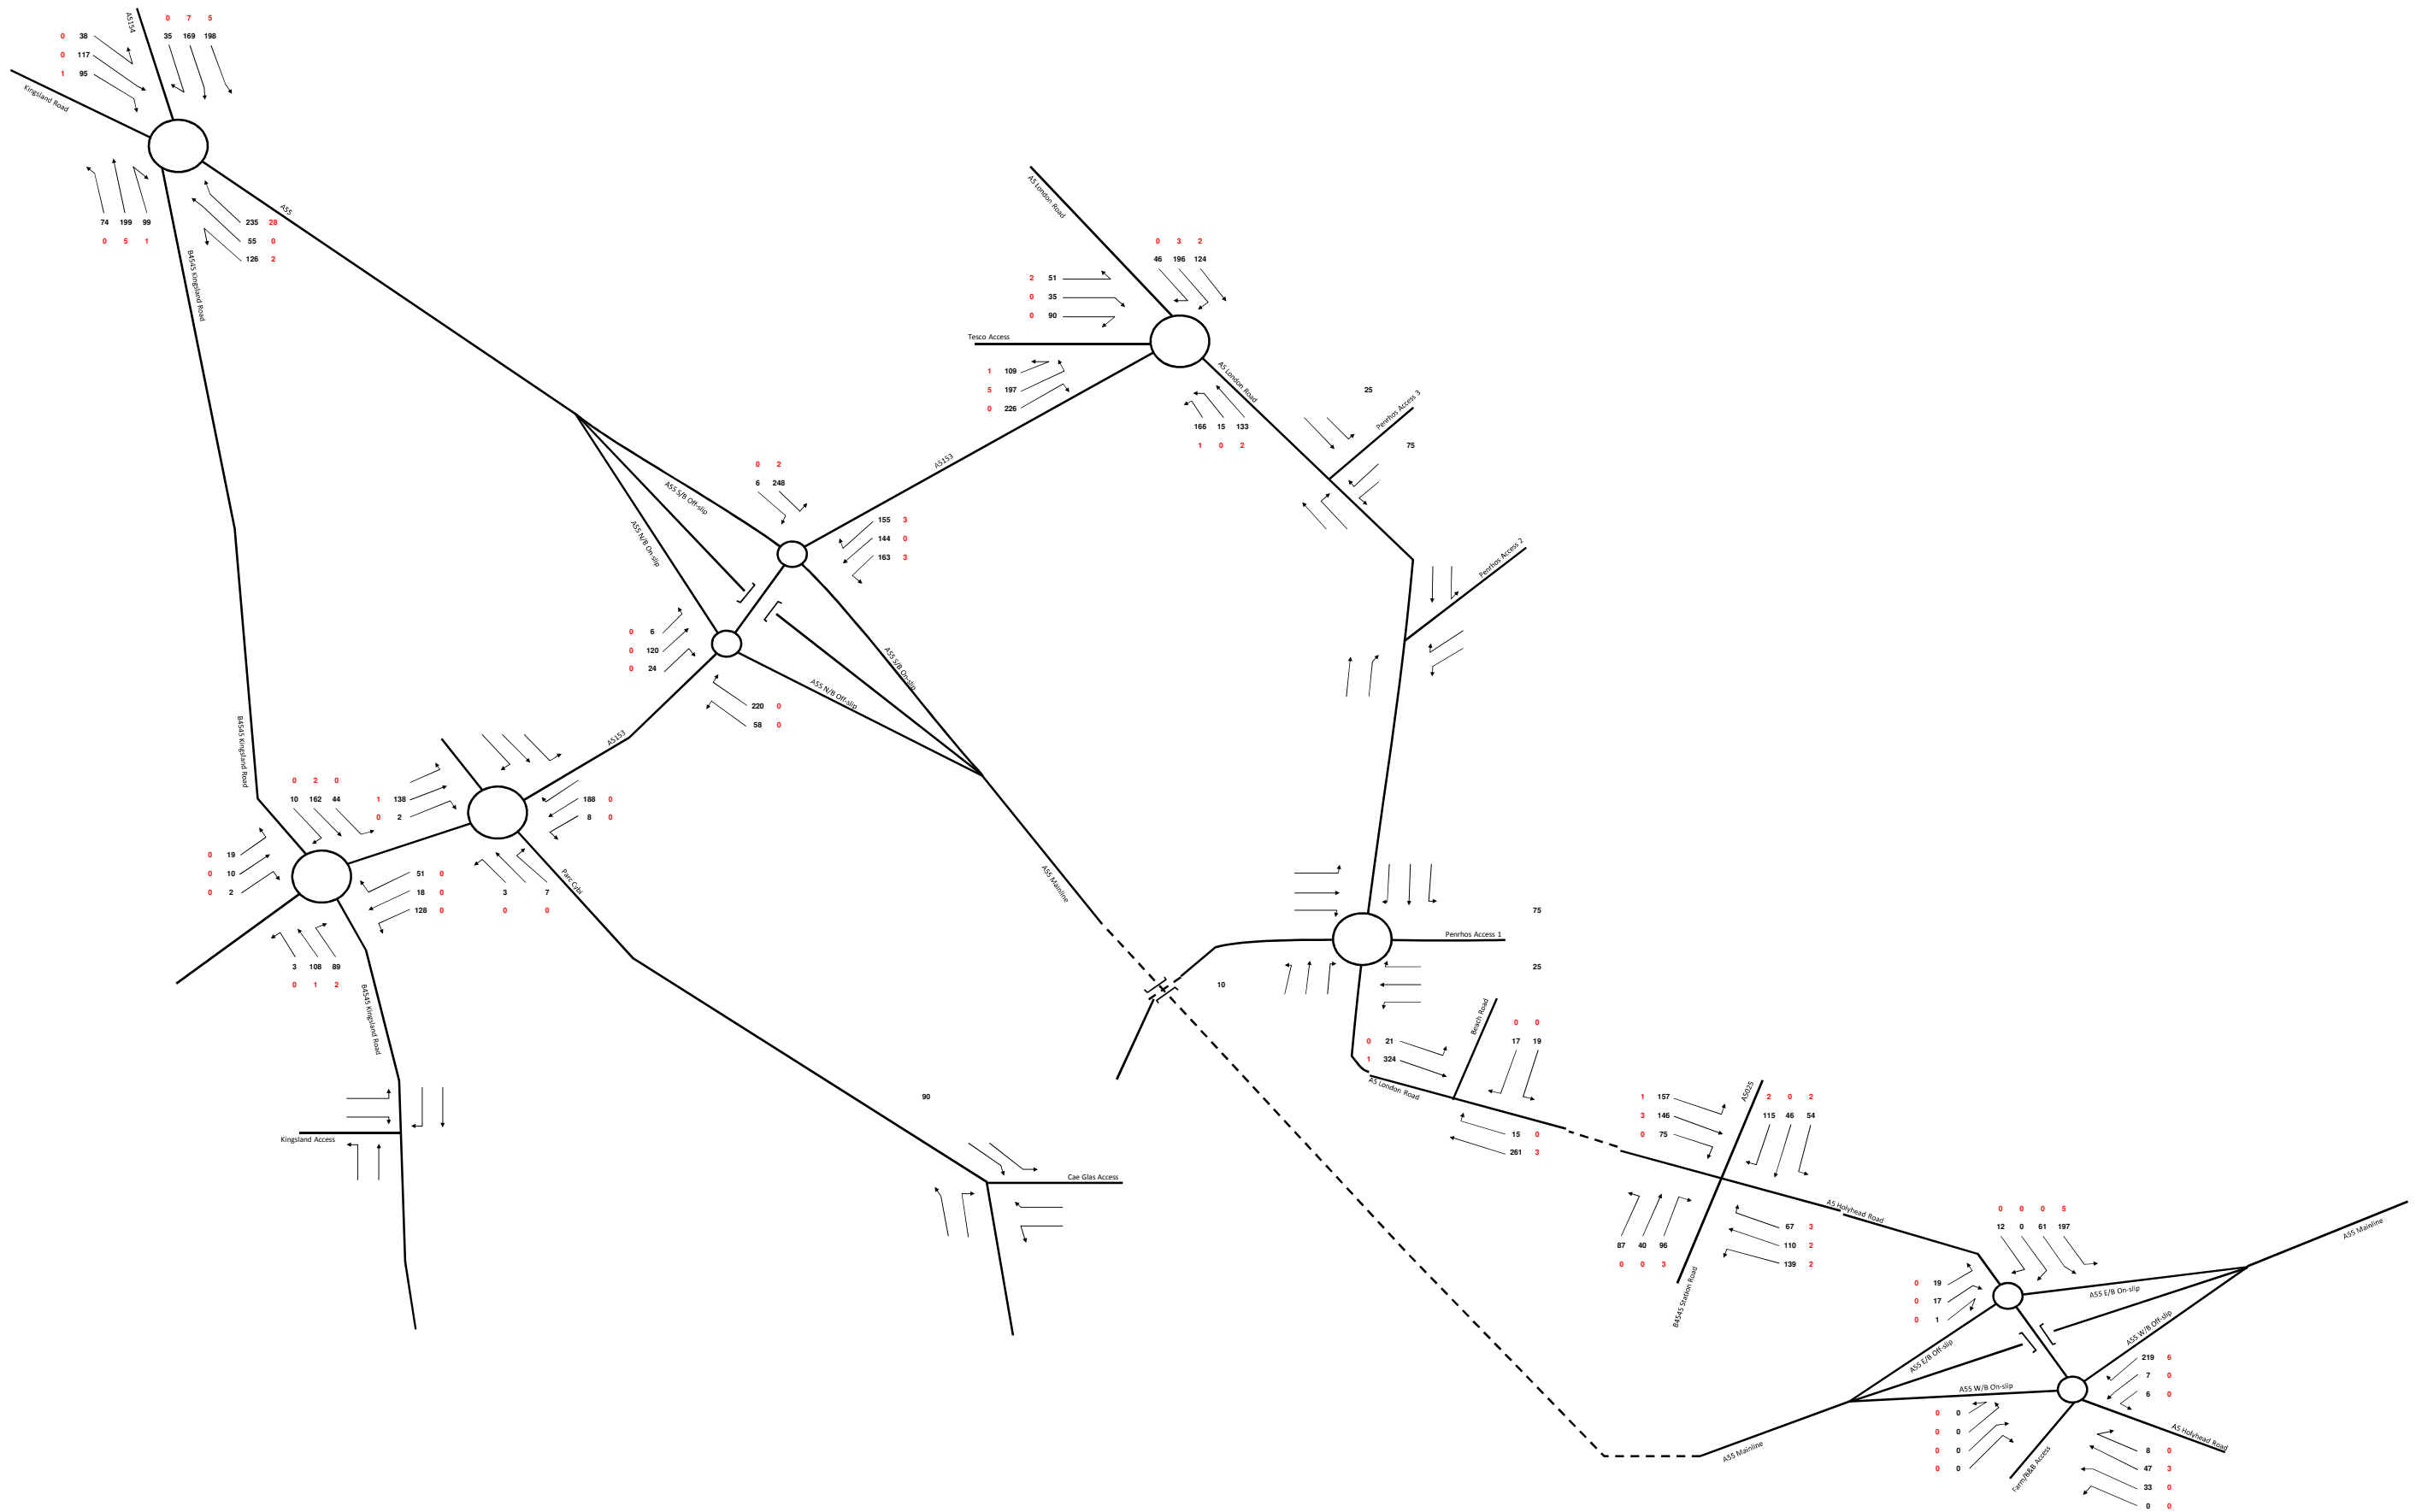 A5154
0 7 5
0 38
35 169 198
0 117
1 95
Kingsland Road
74 199 99
0 5 1
235 28
55 0
126 2
A55
B4545 Kingsland Road
A5 London Road
0 3 2
46 196 124
2 51
0 35
0 90
Tesco Access
1 109
5 197
0 226
A5 London Road
166 15 133
1 0 2
25
Penrhos Access 3
75
A5153
0 2
6 248
A55 S/B Off-slip
A55 N/B On-slip
155 3
144 0
163 3
Penrhos Access 2
0 6
0 120
0 24
A55 S/B On-slip
A55 N/B Off-slip
220 0
58 0
A5153
B4545 Kingsland Road
0 2 0
10 162 44
1 138
0 2
188 0
8 0
0 19
0 10
0 2
51 0
18 0
128 0
3 7
0 0
Parc Cybi
A55 Mainline
3 108 89
0 1 2
B4545 Kingsland Road
75
Penrhos Access 1
25
10
Beach Road
0 0
17 19
0 21
1 324
A5 London Road
15 0
261 3
90
Kingsland Access
Cae Glas Access
A5025
1 157
3 146
0 75
2 0 2
115 46 54
A5 Holyhead Road
87 40 96
0 0 3
67 3
110 2
139 2
B4545 Station Road
0 0 0 5
12 0 61 197
A55 Mainline
0 19
0 17
0 1
A55 E/B On-slip
A55 E/B Off-slip
A55 W/B Off-slip
219 6
7 0
6 0
A55 W/B On-slip
0 0
0 0
0 0
0 0
A55 Mainline
Farm/B&B Access
A5 Holyhead Road
8 0
47 3
33 0
0 0